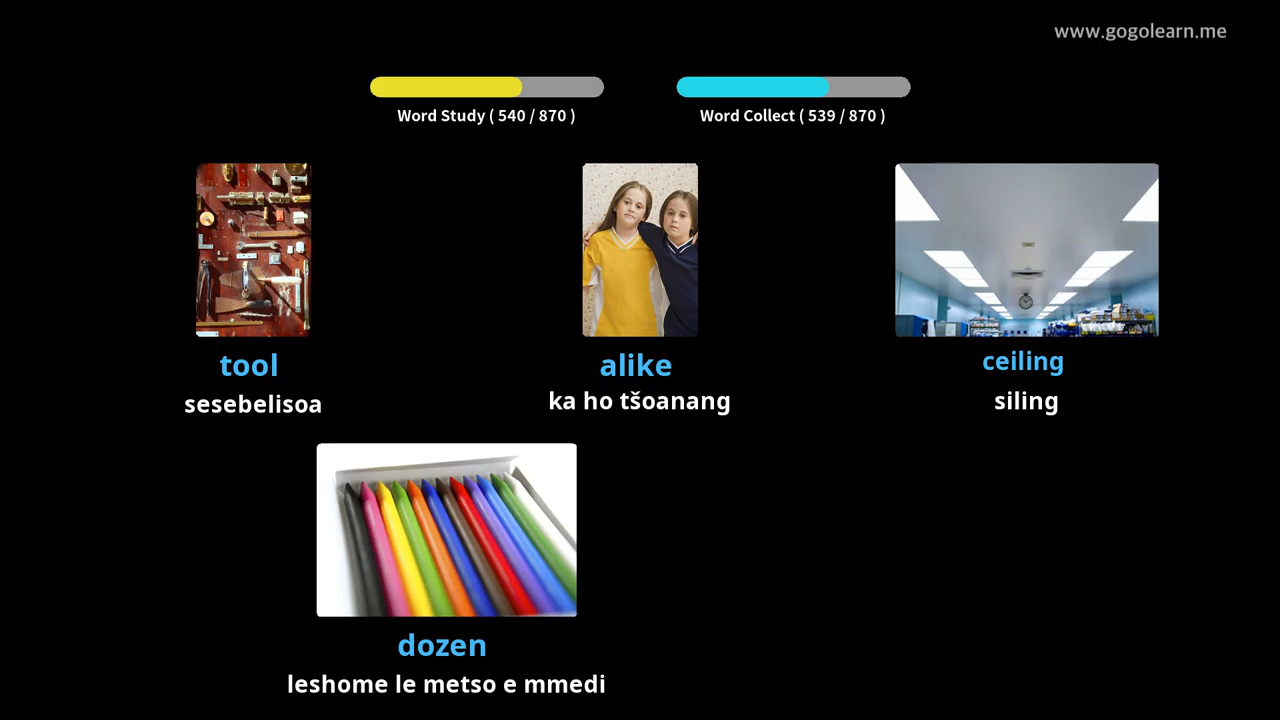 www.gogolearn.me
Word Study ( 540 / 870 )
Word Collect ( 539 / 870 )
tool
sesebelisoa
alike
ka ho tšoanang
ceiling
siling
dozen
leshome le metso e mmedi